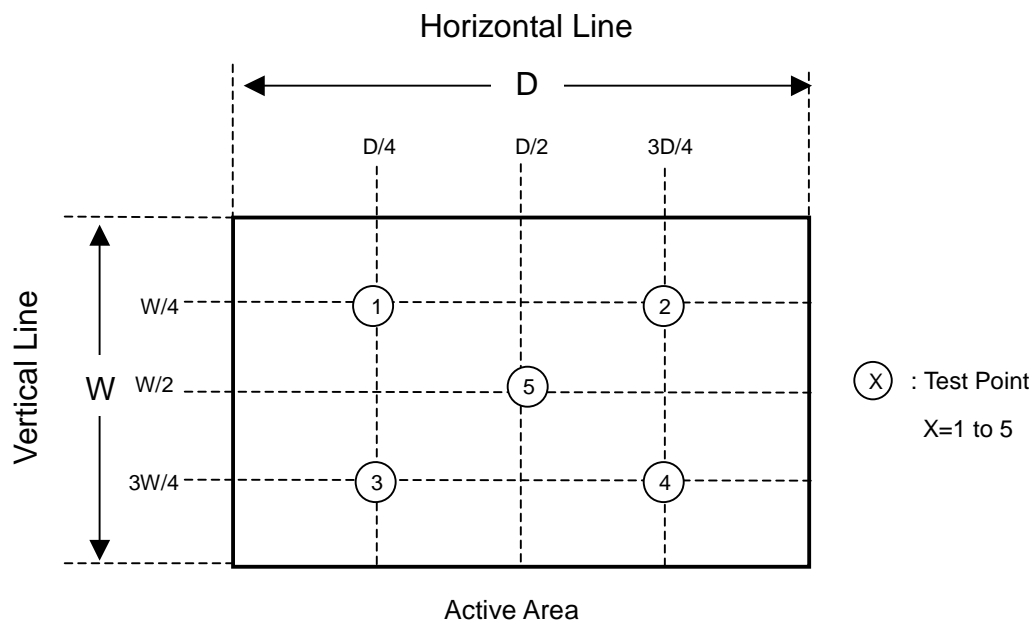 Horizontal Line
D
D/4 D/2 3D/4
W/4
1
2
Vertical Line
W
W/2
5
X : Test Point
X=1 to 5
3W/4
3
4
Active Area